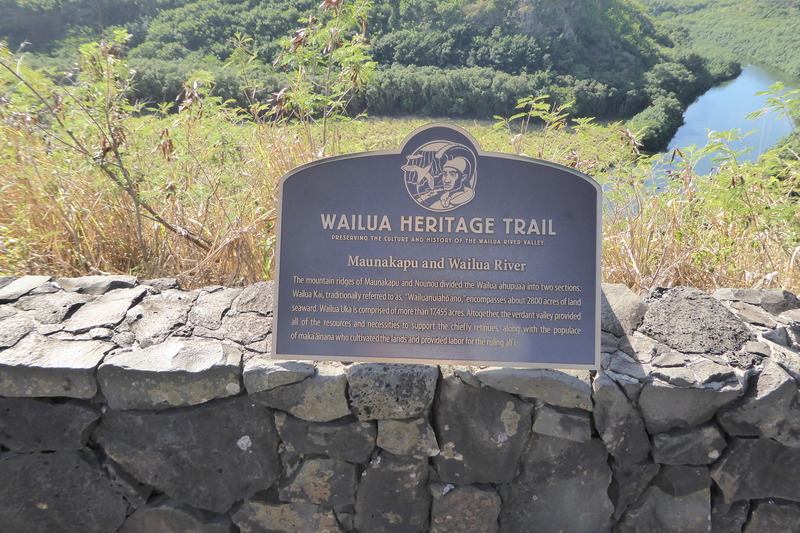 WAILUA HERITAGE TRAIL
PRESERVING THE CULTURE AND HISTORY OF THE WAILUA RIVER VALLEY
Maunakapu and Wailua River
The mountain ridges of Maunakapu and Nounou divided the Wailua ahupuaa into two sections.
Wailua Kai, traditionally referred to as, "Wailuanuiahōano," encompasses about 2800 acres of land
seaward. Wailua Uka is comprised of more than 17,455 acres. Altogether, the verdant valley provided
all of the resources and necessities to support the chiefly retinues, along with the populace
of makaʻāinana who cultivated the lands and provided labor for the ruling aliʻi.